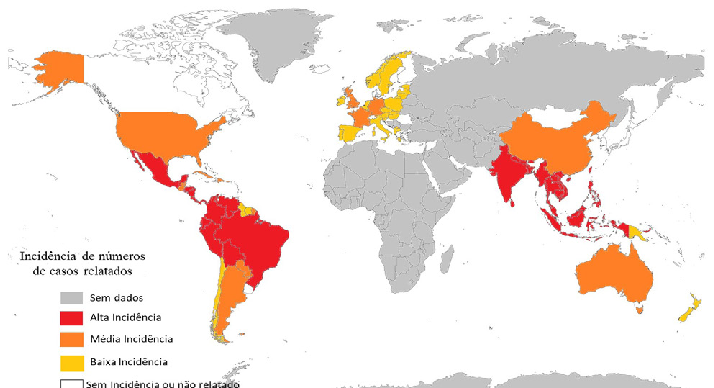 Incidência de números
de casos relatados
Sem dados
Alta Incidência
Média Incidência
Baixa Incidência
Sem Incidência ou não relatado